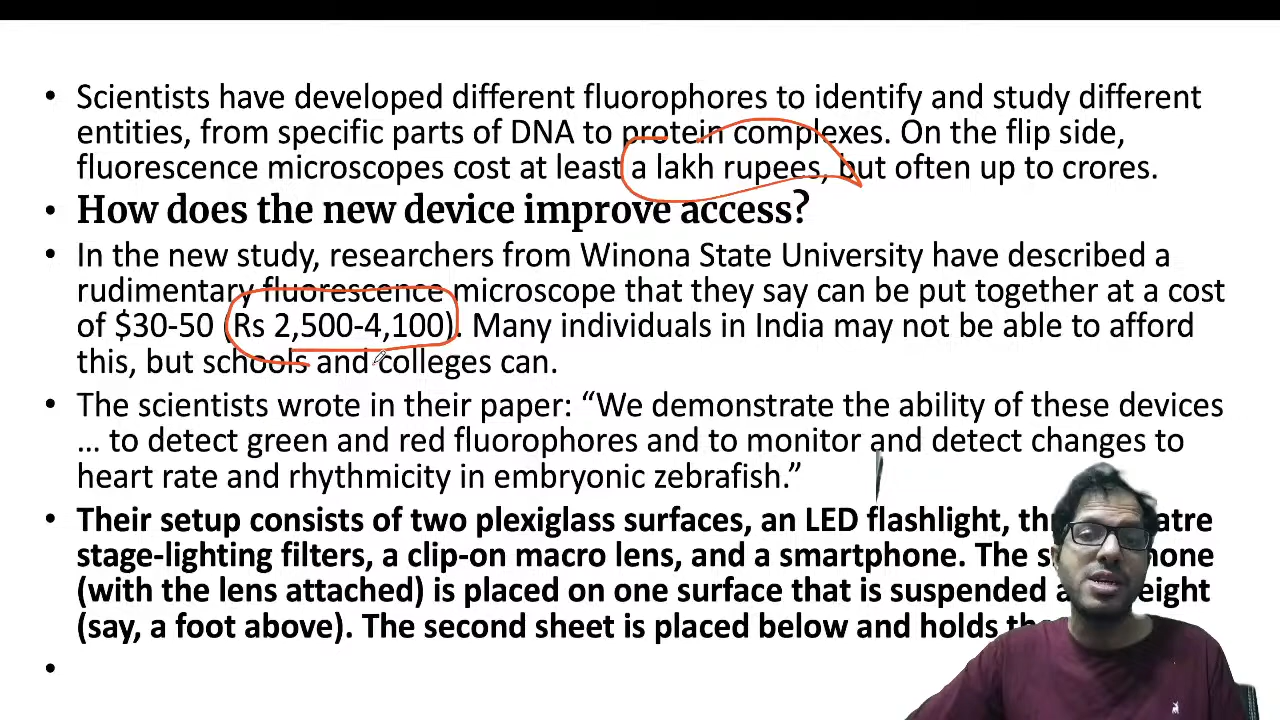 • Scientists have developed different fluorophores to identify and study different
entities, from specific parts of DNA to protein complexes. On the flip side,
fluorescence microscopes cost at least a lakh rupees, but often up to crores.
• How does the new device improve access?
• In the new study, researchers from Winona State University have described a
rudimentary fluorescence microscope that they say can be put together at a cost
of $30-50 (Rs 2,500-4,100). Many individuals in India may not be able to afford
this, but schools and colleges can.
• The scientists wrote in their paper: “We demonstrate the ability of these devices
… to detect green and red fluorophores and to monitor and detect changes to
heart rate and rhythmicity in embryonic zebrafish.”
• Their setup consists of two plexiglass surfaces, an LED flashlight,
stage-lighting filters, a clip-on macro lens, and a smartphone. The
(with the lens attached) is placed on one surface that is suspended
(say, a foot above). The second sheet is placed below and holds
•